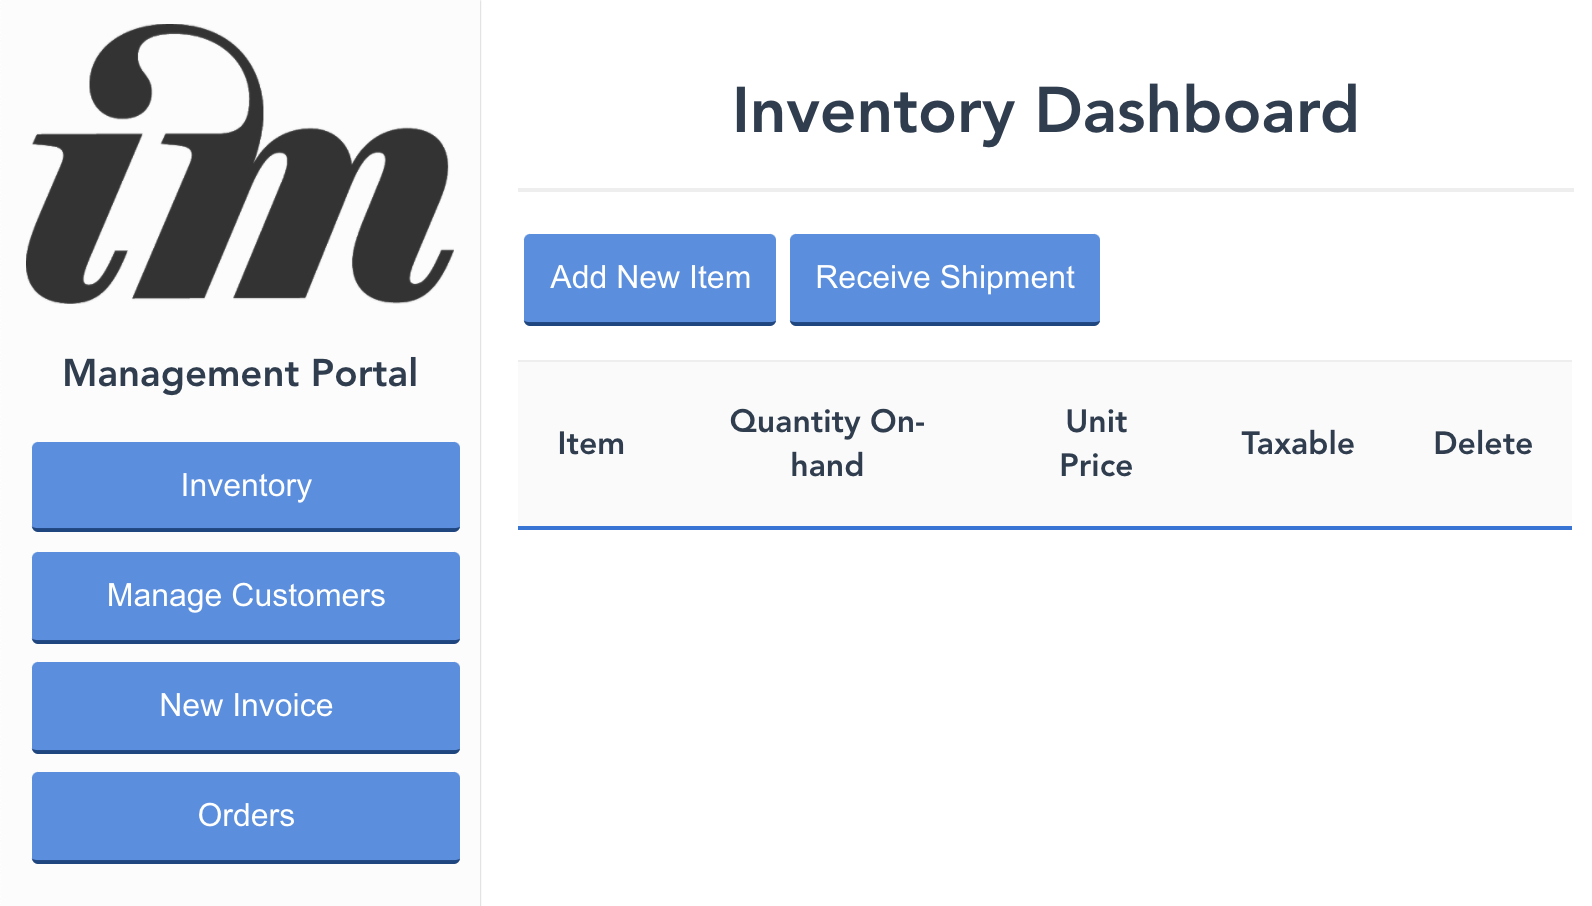 im
Management Portal
Inventory
Manage Customers
New Invoice
Orders
Inventory Dashboard
Add New Item
Receive Shipment
Item
Quantity On-
hand
Unit
Price
Taxable
Delete